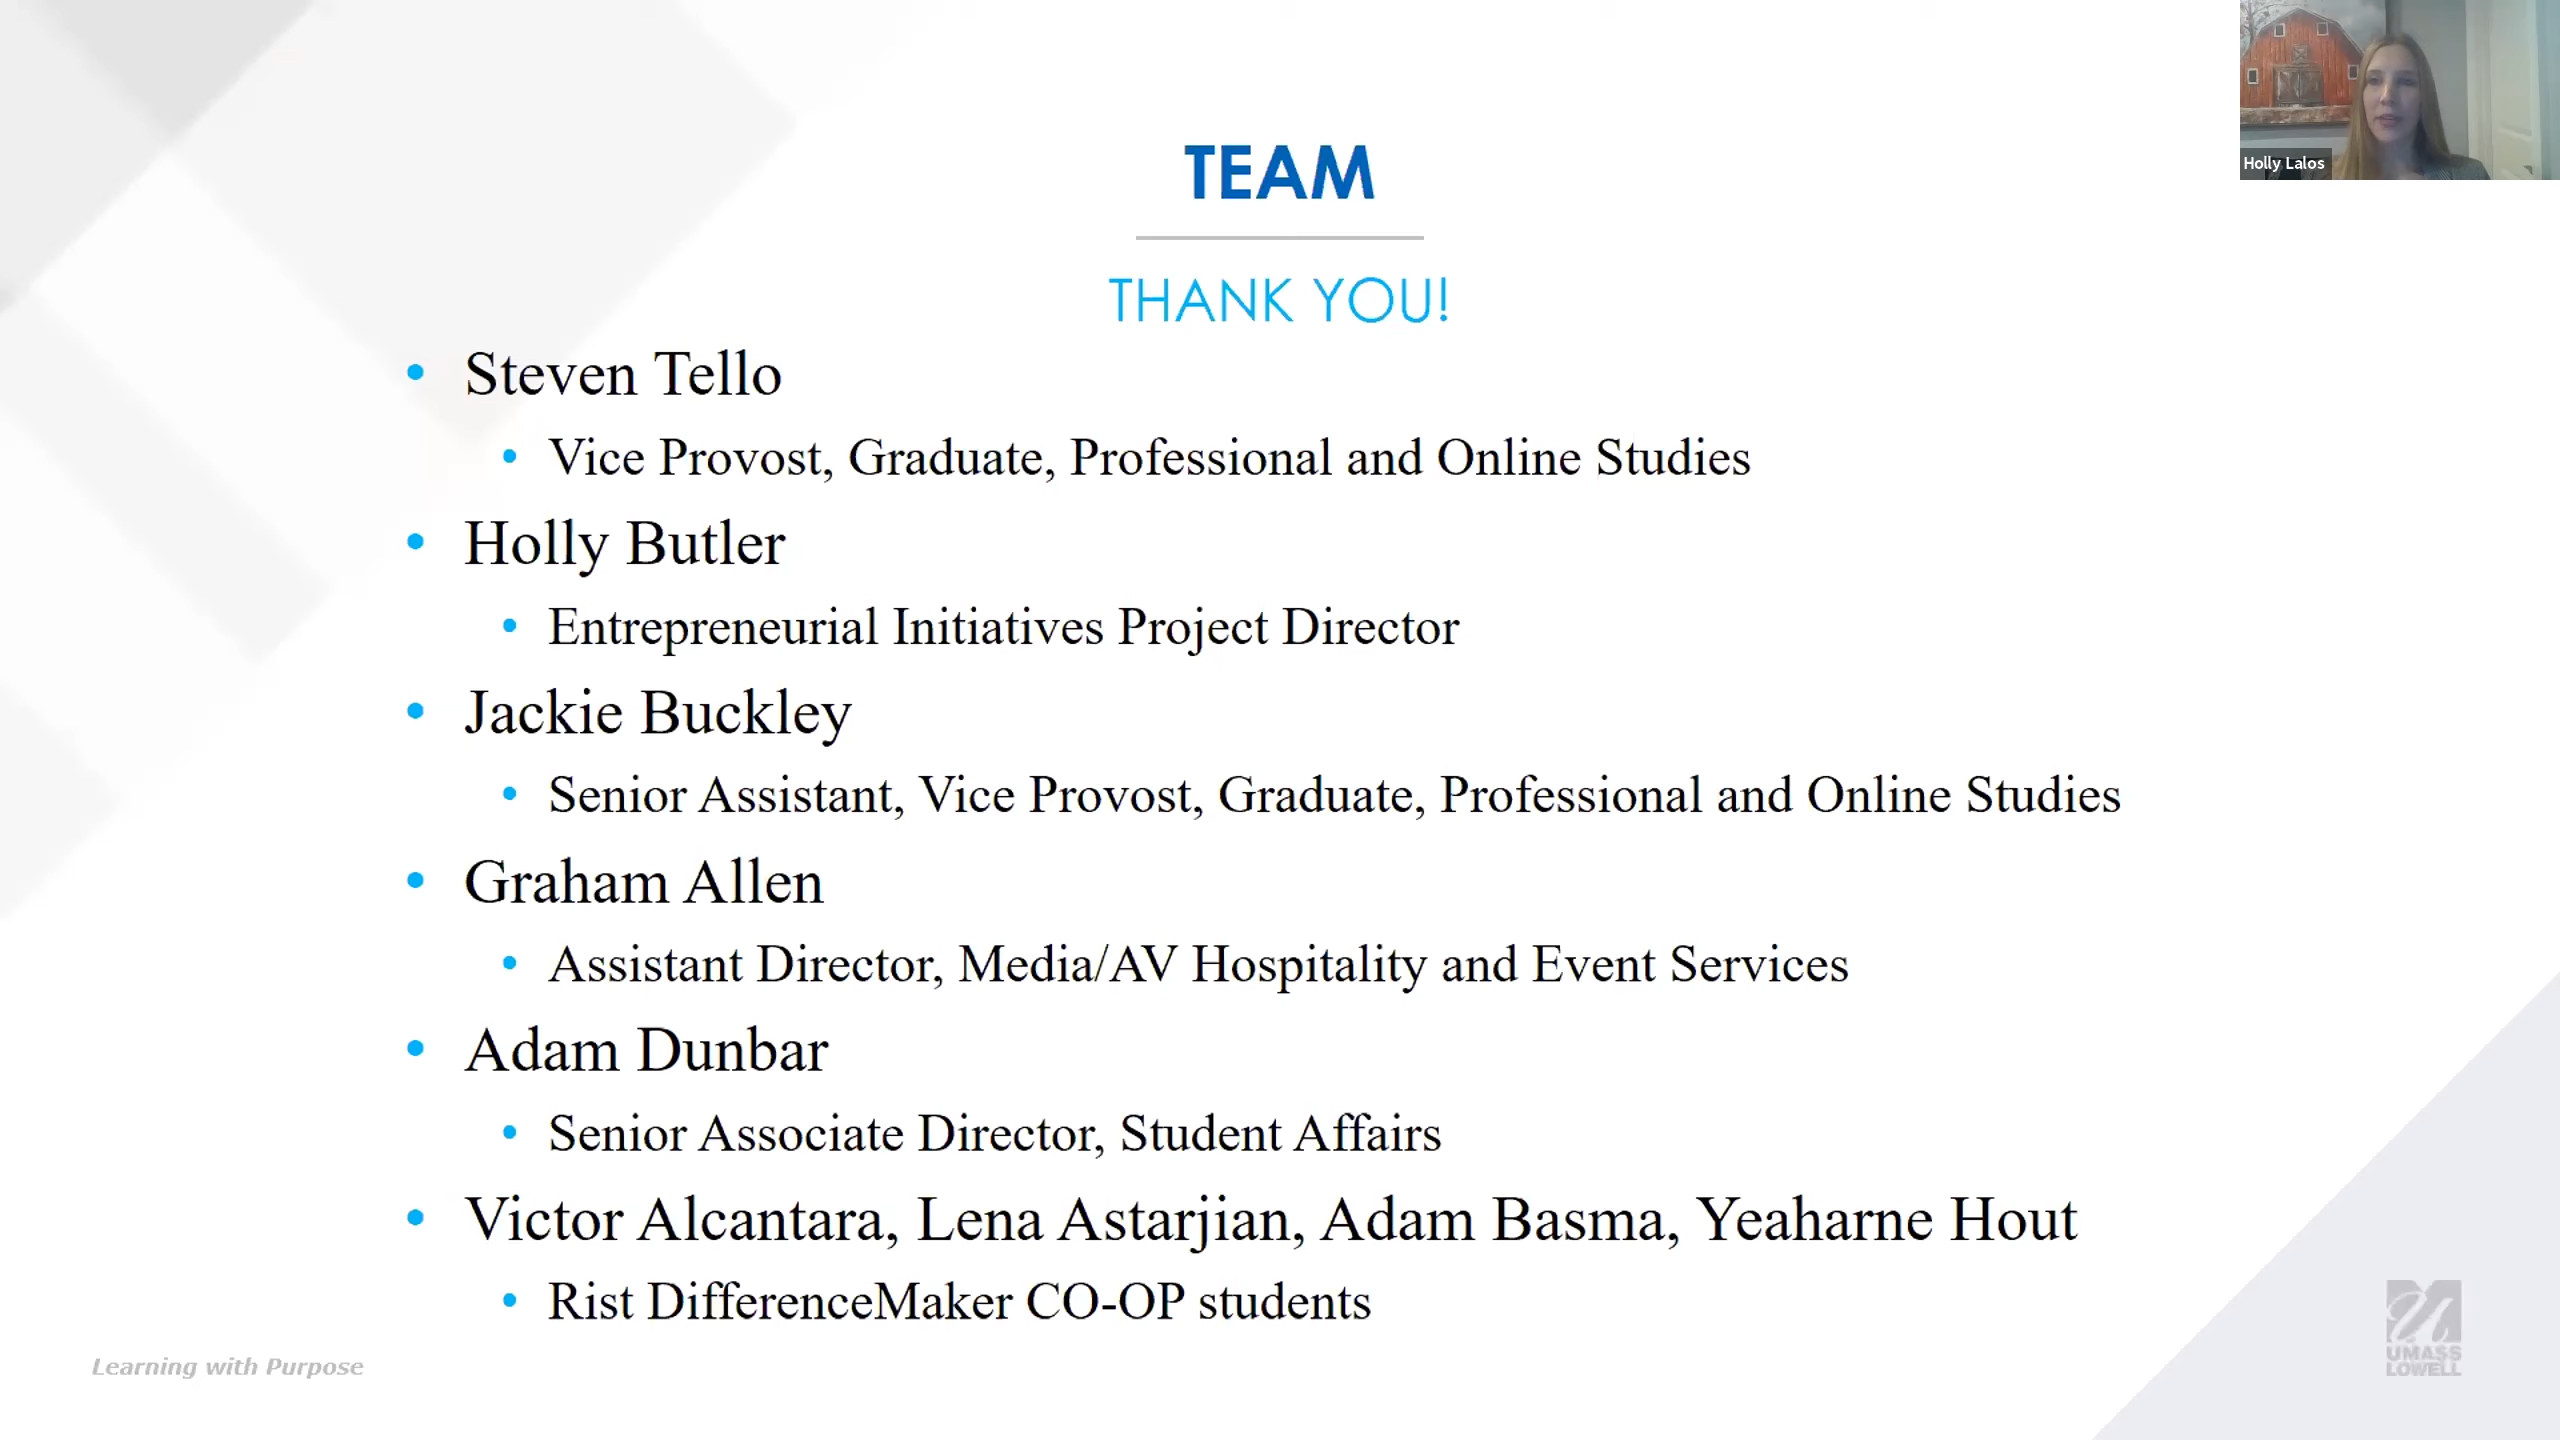 TEAM
THANK YOU!
Holly Lalos
• Steven Tello
• Vice Provost, Graduate, Professional and Online Studies
• Holly Butler
• Entrepreneurial Initiatives Project Director
• Jackie Buckley
• Senior Assistant, Vice Provost, Graduate, Professional and Online Studies
• Graham Allen
• Assistant Director, Media/AV Hospitality and Event Services
• Adam Dunbar
• Senior Associate Director, Student Affairs
• Victor Alcantara, Lena Astarjian, Adam Basma, Yeaharne Hout
• Rist DifferenceMaker CO-OP students
Learning with Purpose
UMASS
LOWELL